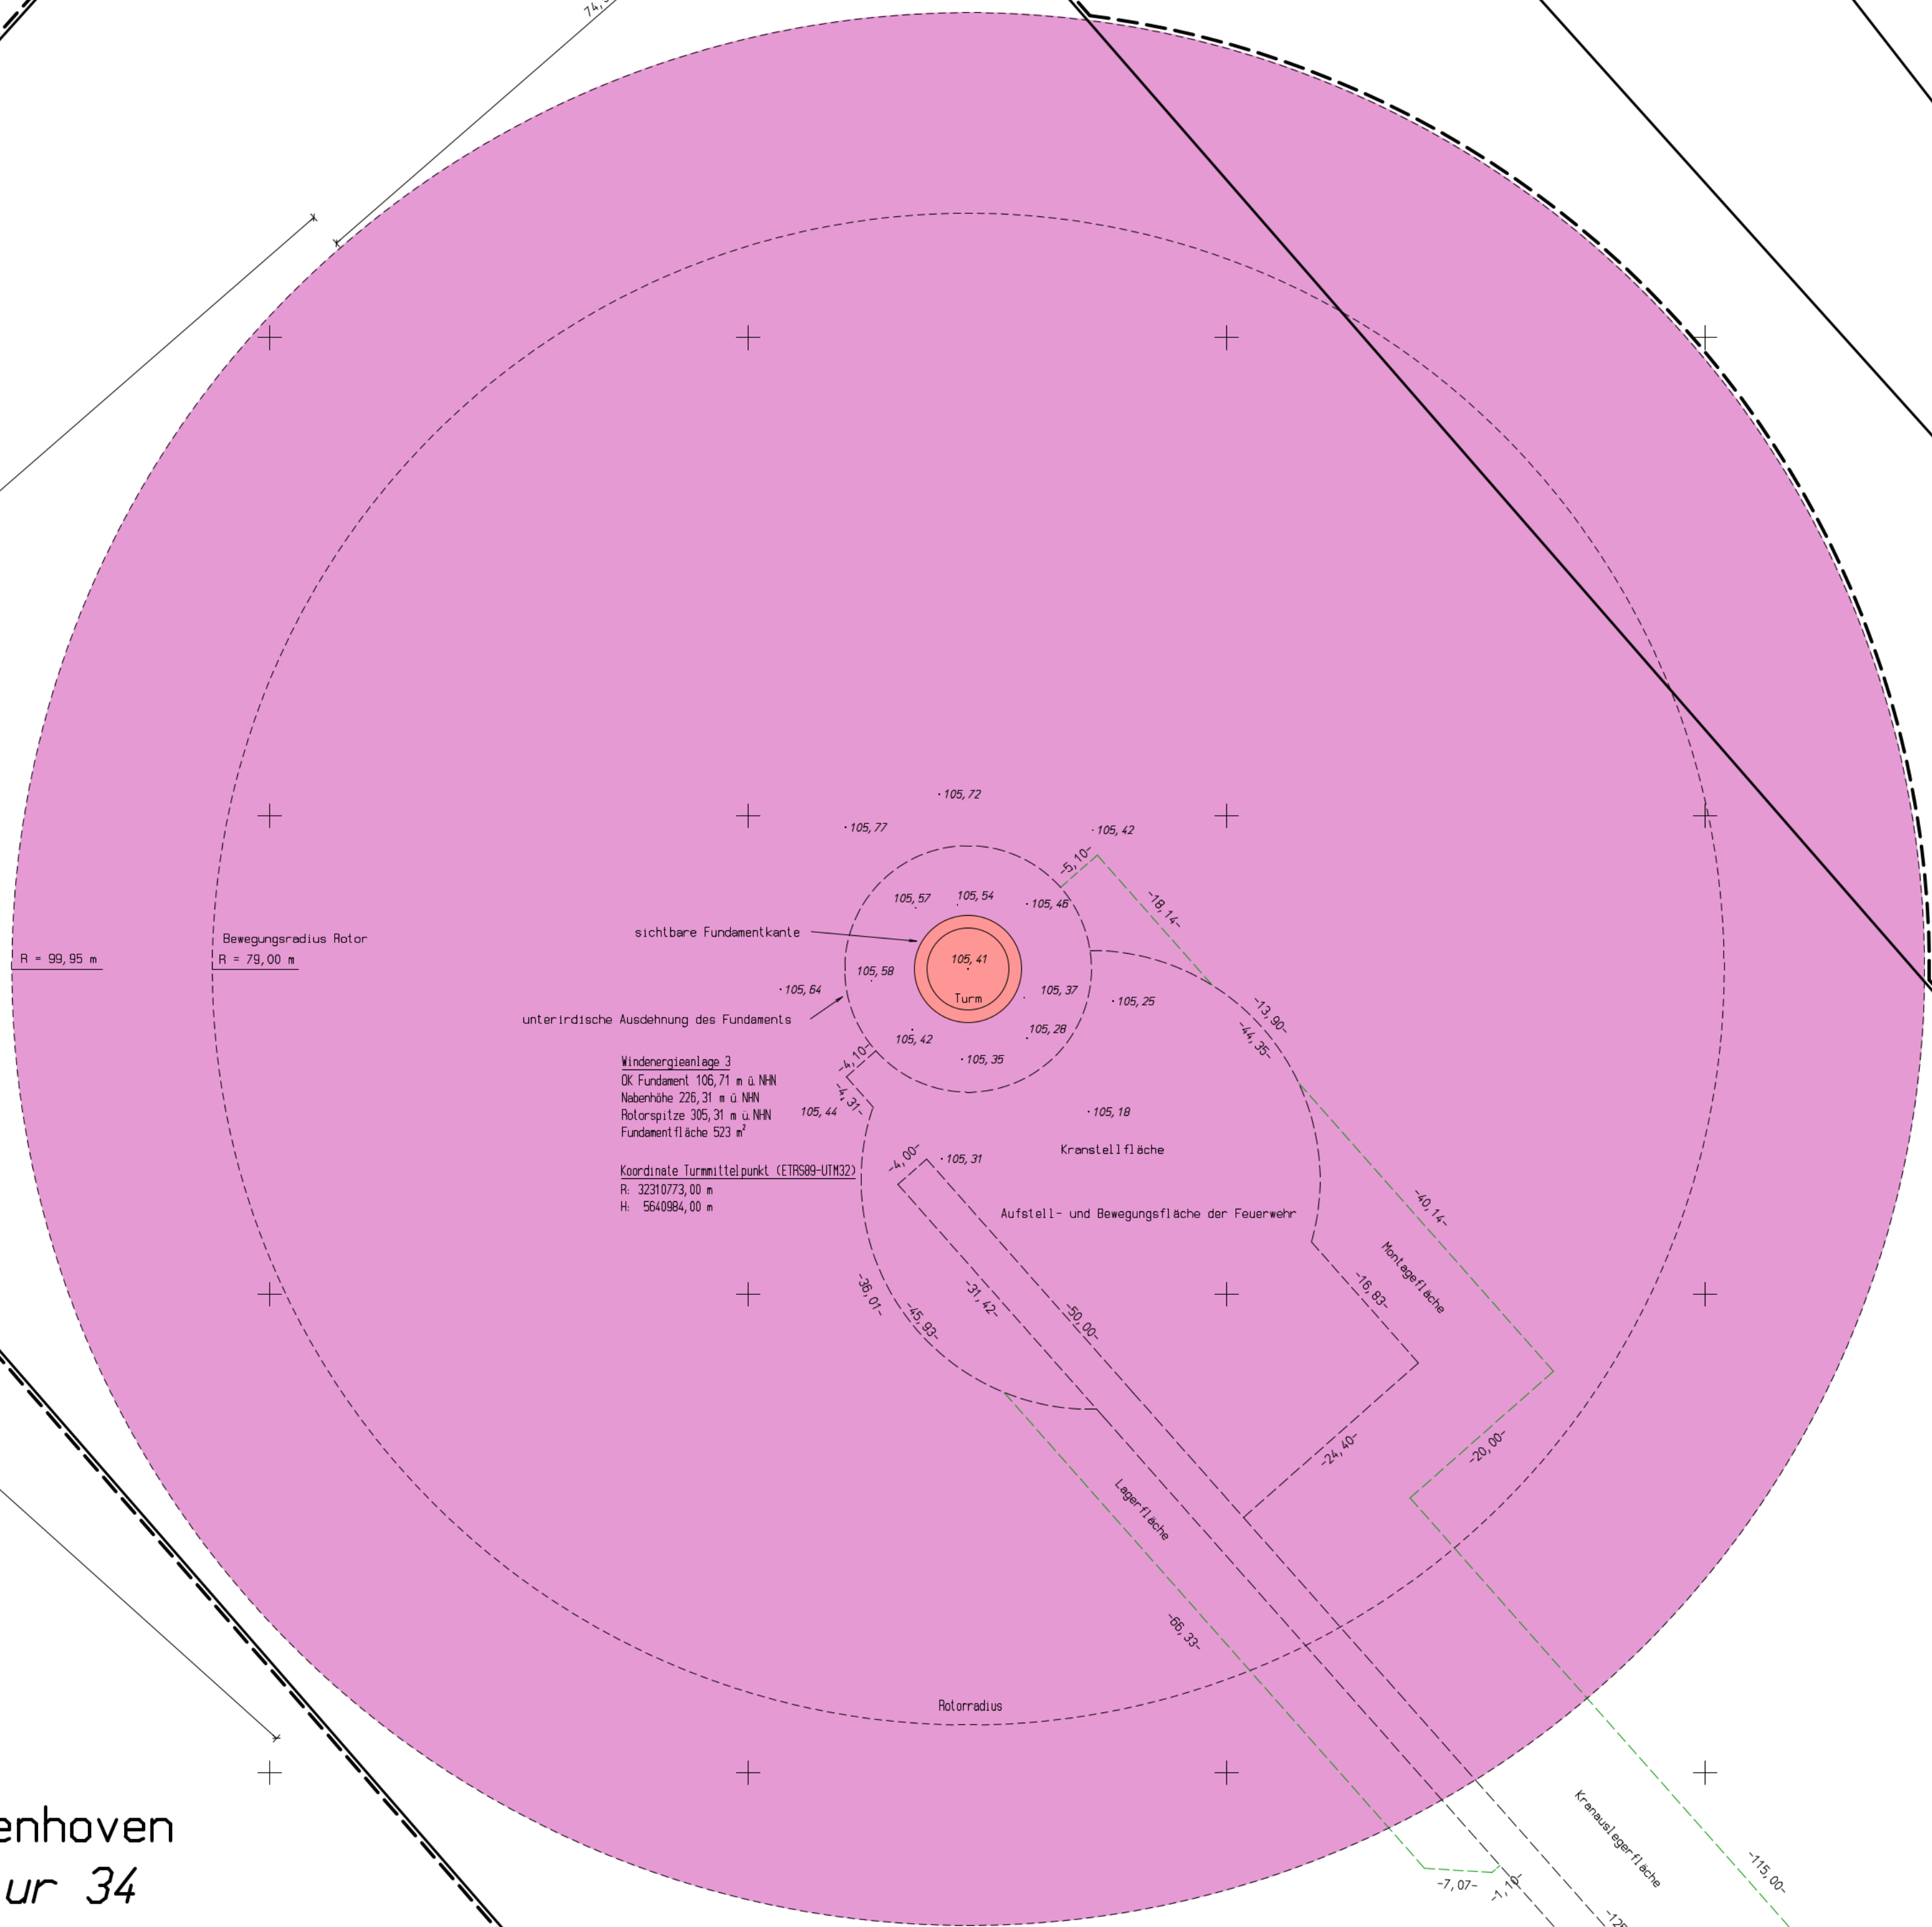 74,
105,72
105,77
105,42
-5,10-
-18,14-
105,57
105,54
105,46
sichtbare Fundamentkante
Bewegungsradius Rotor
R = 99,95 m
R = 79,00 m
105,41
105,58
105,64
Turm
105,37
105,25
-13,90-
-44,35-
unterirdische Ausdehnung des Fundaments
105,28
105,42
105,35
-4,10-
-4,31-
Windenergieanlage 3
OK Fundament 106,71 m ü. NHN
Nabenhöhe 226,31 m ü. NHN
Rotorspitze 305,31 m ü. NHN
Fundamentfläche 523 m²
105,44
105,18
Kranstellfläche
-4,00-
105,31
Koordinate Turmmittelpunkt (ETRS89-UTM32)
R: 32310773,00 m
H: 5640984,00 m
Aufstell- und Bewegungsfläche der Feuerwehr
-40,14-
Montagefläche
-16,83-
-36,01-
-45,93-
-31,42-
-50,00-
-24,40-
-20,00-
Lagerfläche
-66,33-
Rotorradius
Kranauslegerfläche
-115,00-
-7,07-
enhoven
ur 34